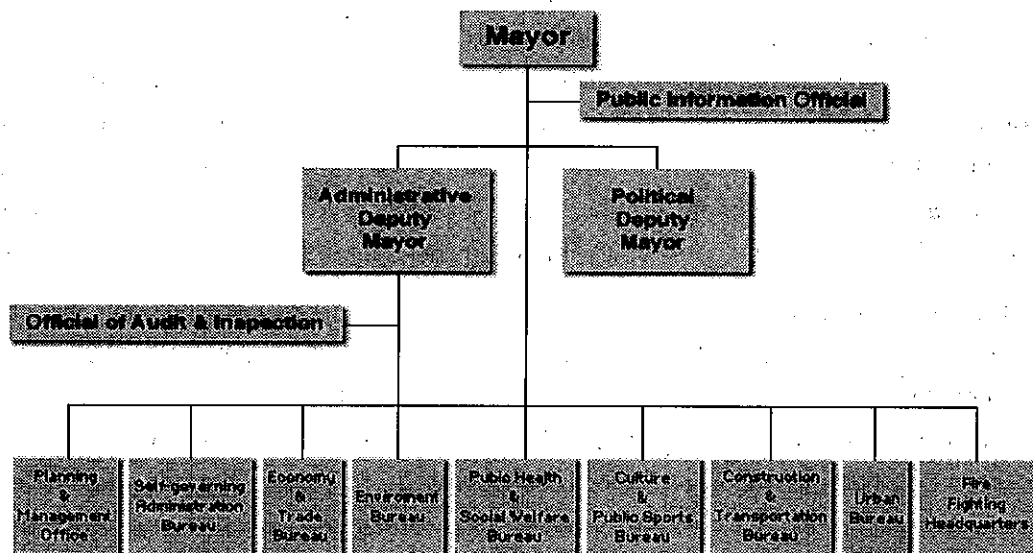 Mayor
Public Information Official
Administrative
Deputy
Mayor
Political
Deputy
Mayor
Official of Audit & Inspection
Planning
&
Management
Office
Self-governing
Administration
Bureau
Economy
&
Trade
Bureau
Enviroment
Bureau
Pubic Health
&
Social Welfare
Bureau
Culture
&
Public Sports
Bureau
Construction
&
Transportation
Bureau
Urban
Bureau
Fire
Fighting
Headquarters